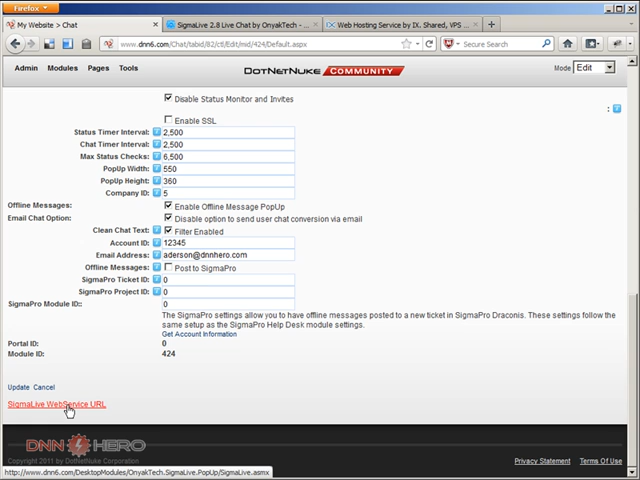 Firefox
My Website > Chat
SigmaLive 2.8 Live Chat by OnyakTech -
Web Hosting Service by IX. Shared, VPS
www.dnn6.com/Chat/tabid/82/ctl/Edit/mid/424/Default.aspx
Secure Search
McAfee
Admin Modules Pages Tools
DOTNETNUKE COMMUNITY
Mode Edit
Disable Status Monitor and Invites
:
Enable SSL
Status Timer Interval: 2,500
Chat Timer Interval: 2,500
Max Status Checks: 6,500
PopUp Width: 550
PopUp Height: 360
Company ID: 5
Offline Messages: Enable Offline Message PopUp
Email Chat Option: Disable option to send user chat conversion via email
Clean Chat Text: Filter Enabled
Account ID: 12345
Email Address: aderson@dnnhero.com
Offline Messages: Post to SigmaPro
SigmaPro Ticket ID: 0
SigmaPro Project ID: 0
SigmaPro Module ID:: 0
The SigmaPro settings allow you to have offline messages posted to a new ticket in SigmaPro Draconis. These settings follow the
same setup as the SigmaPro Help Desk module settings.
Get Account Information
Portal ID: 0
Module ID: 424
Update Cancel
SigmaLive WebService URL
DNN HERO
Copyright 2011 by DotNetNuke Corporation
Privacy Statement Terms Of Use
http://www.dnn6.com/DesktopModules/OnyakTech.SigmaLive.PopUp/SigmaLive.asmx